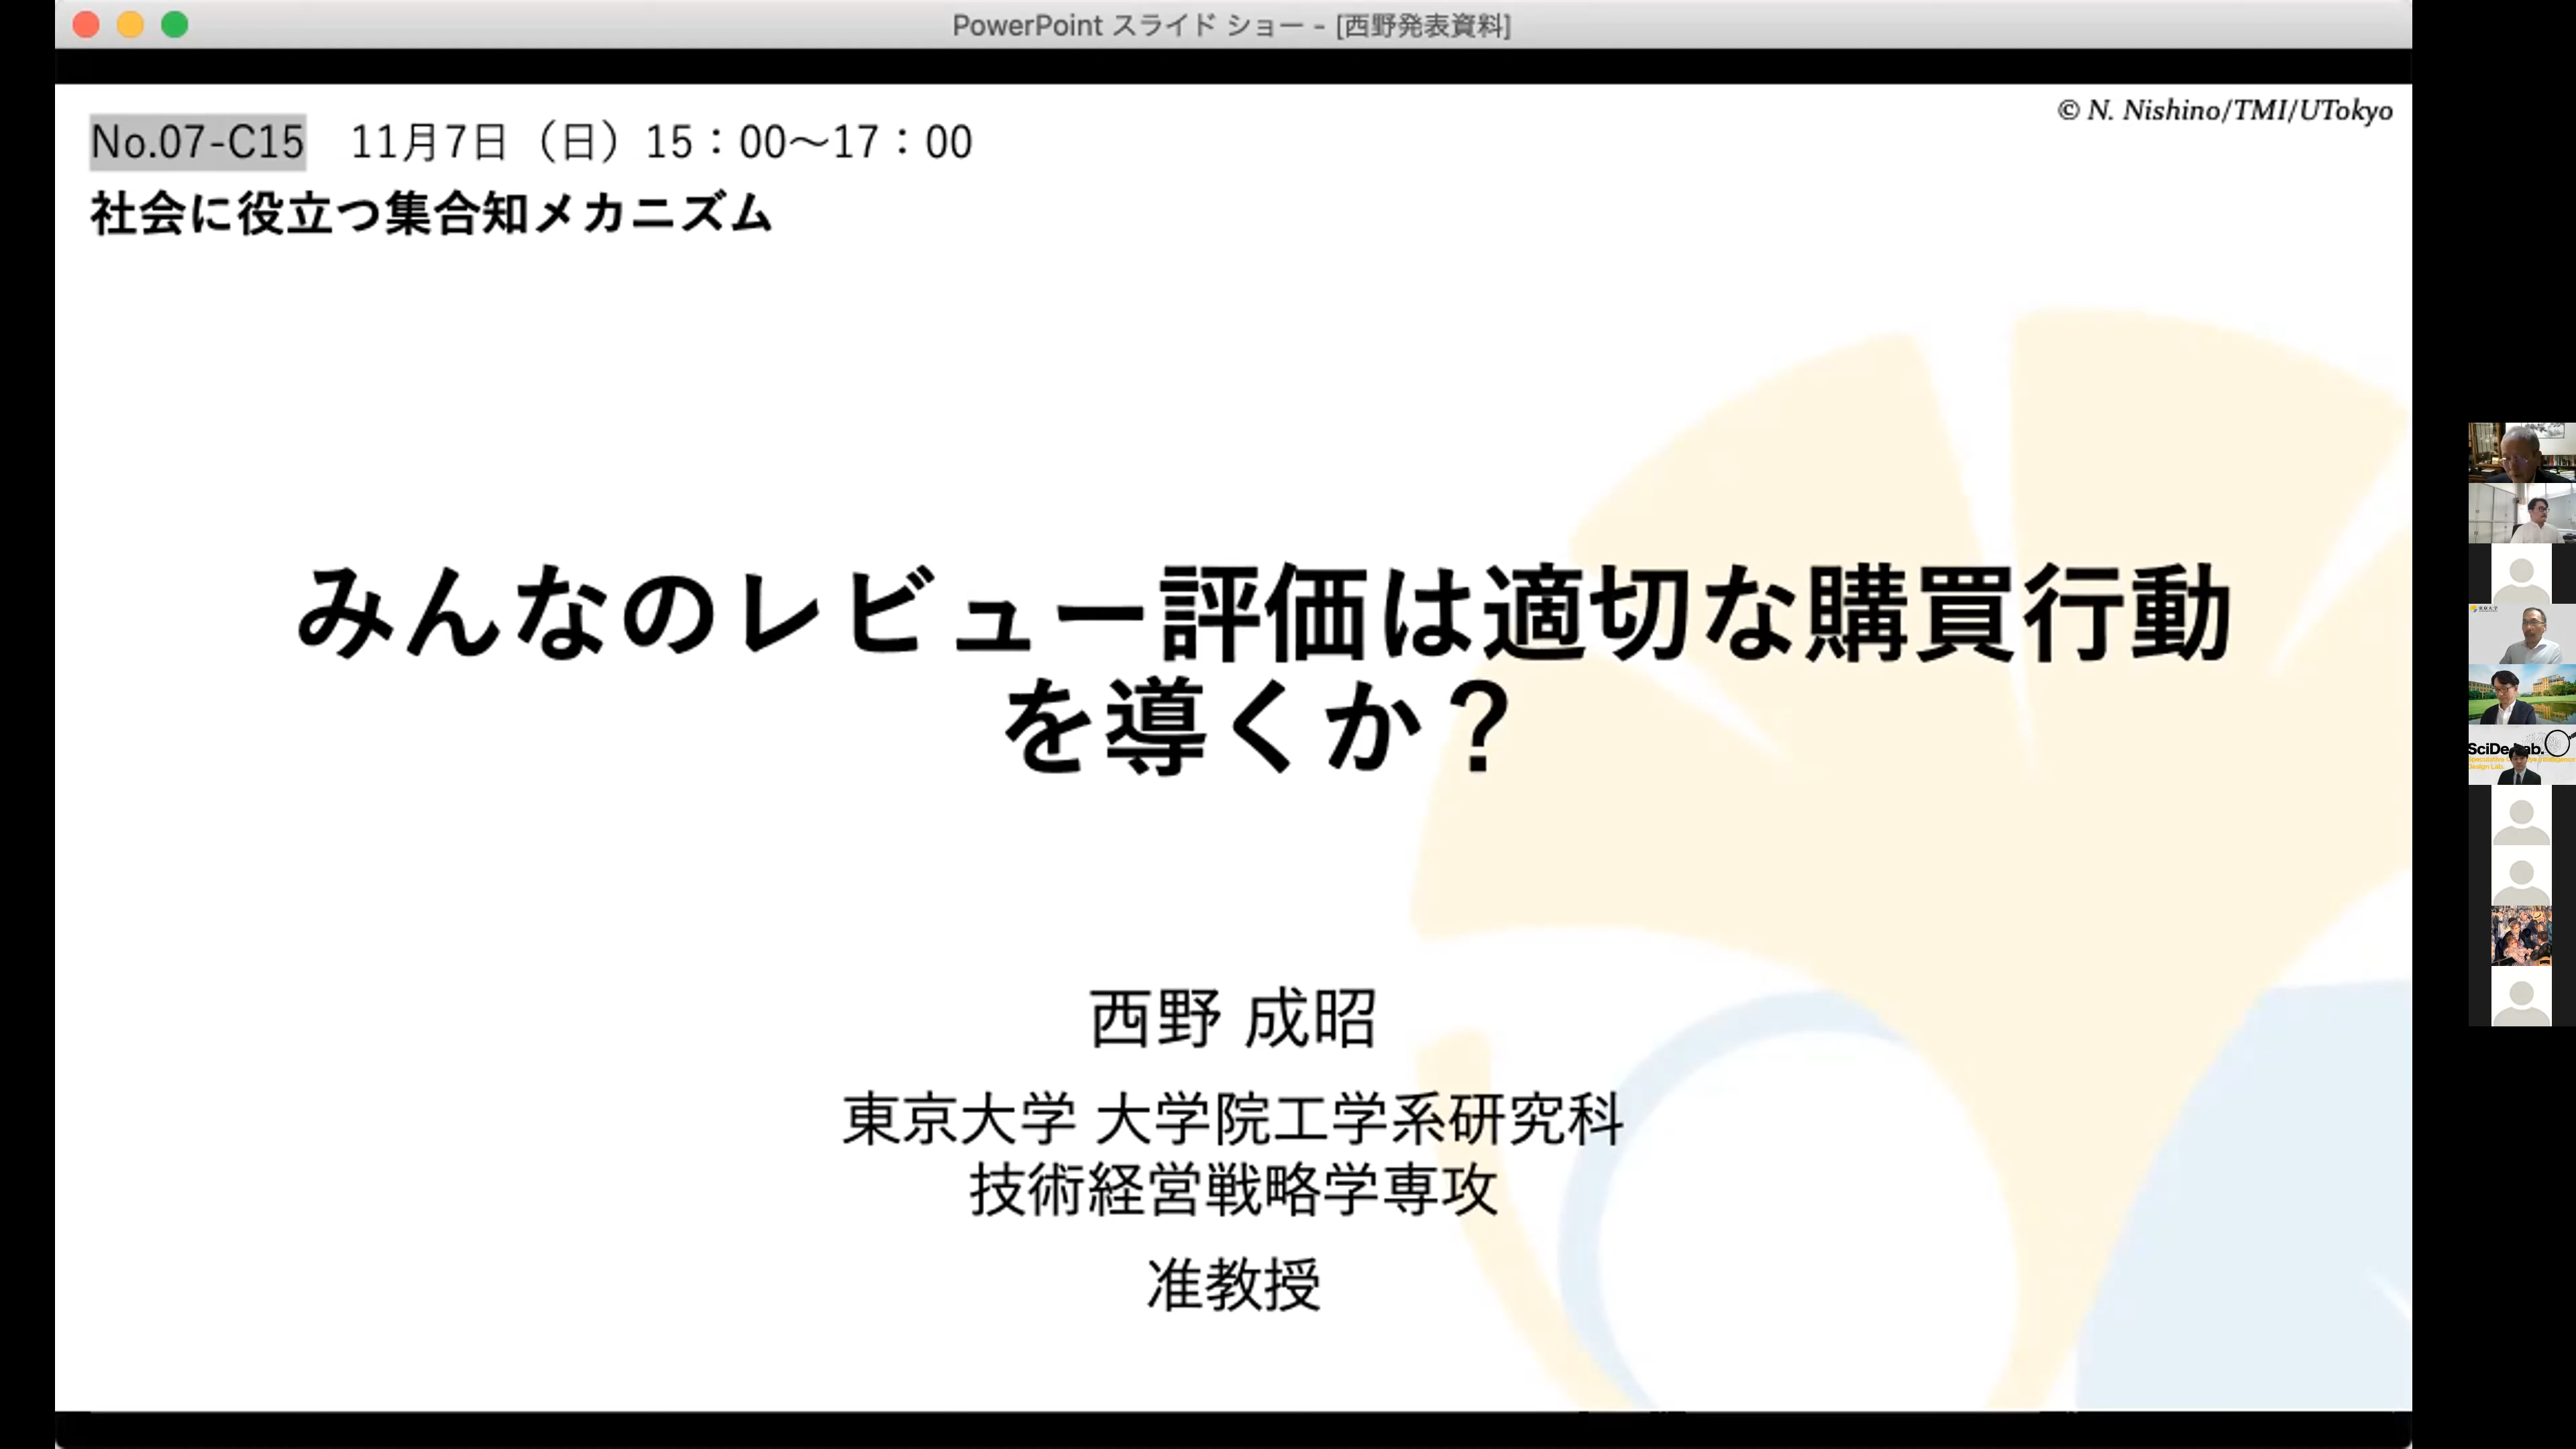 PowerPoint スライド ショー - [西野発表資料]
© N. Nishino/TMI/UTokyo
No.07-C15　11月7日（日）15：00～17：00
社会に役立つ集合知メカニズム
みんなのレビュー評価は適切な購買行動
を導くか？
西野 成昭
東京大学 大学院工学系研究科
技術経営戦略学専攻
准教授
Design Lab.